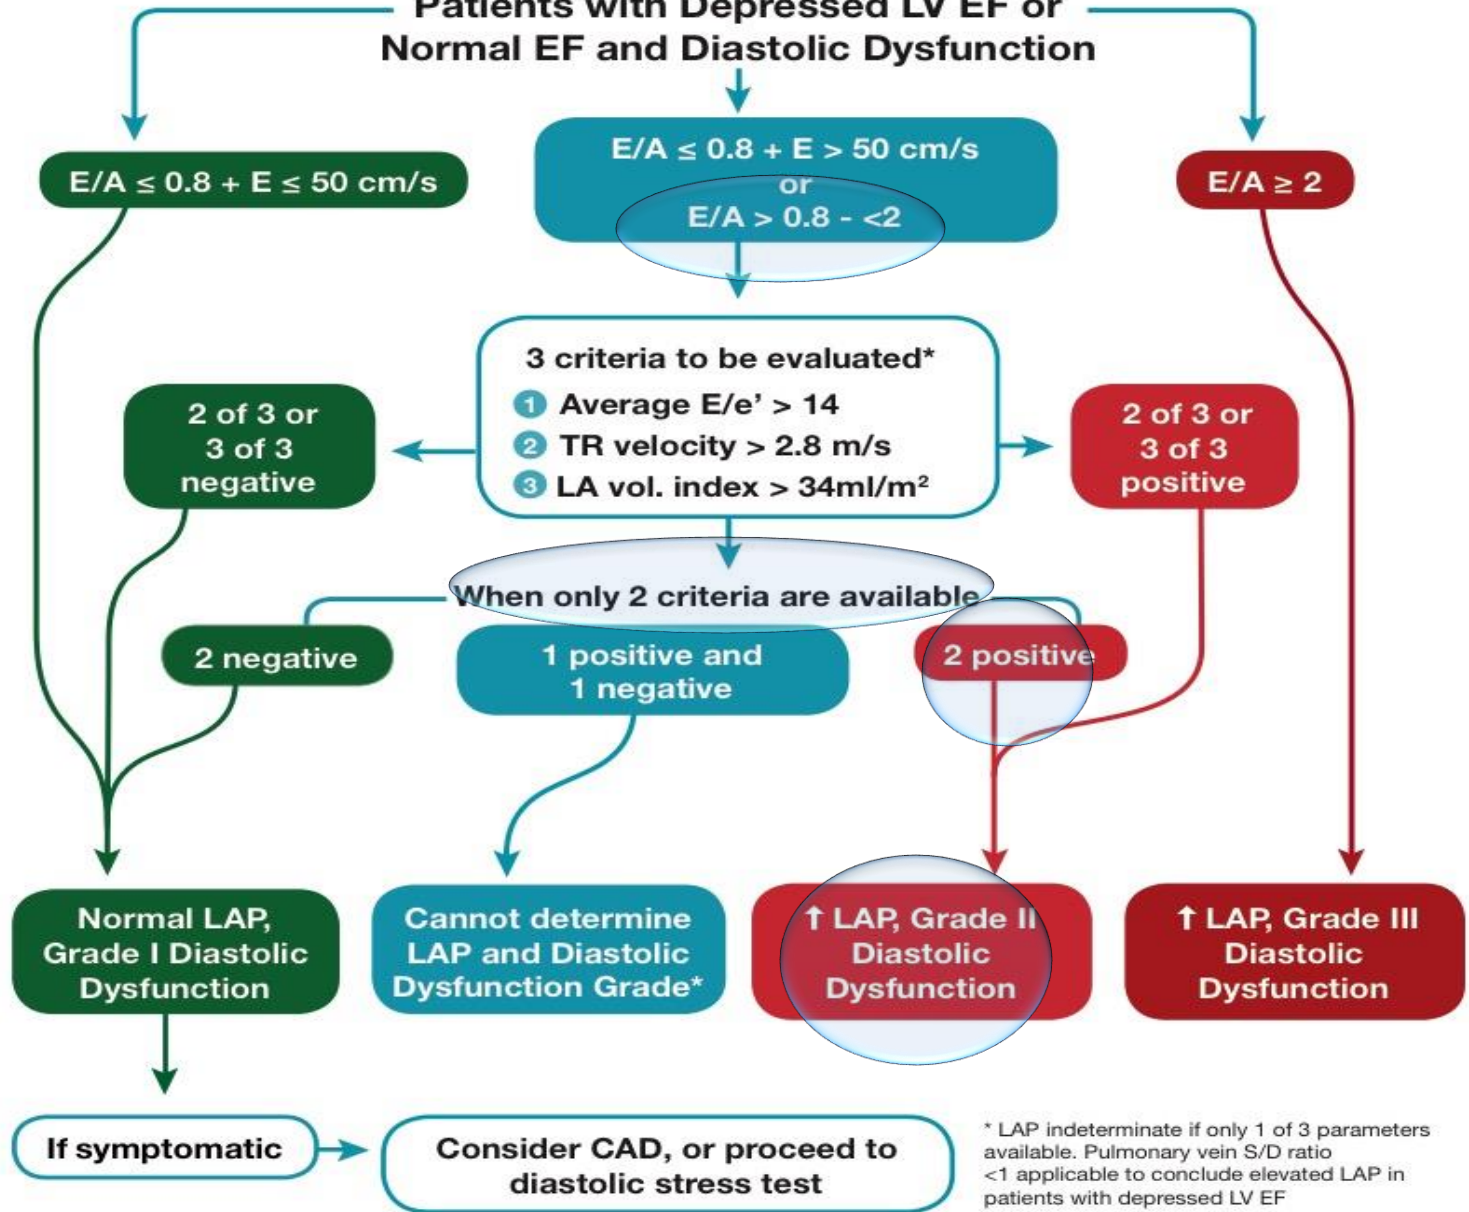 Patients with Depressed LV EF or
Normal EF and Diastolic Dysfunction
E/A ≤ 0.8 + E ≤ 50 cm/s
E/A ≤ 0.8 + E > 50 cm/s
or
E/A > 0.8 - <2
E/A ≥ 2
3 criteria to be evaluated*
1 Average E/e’ > 14
2 TR velocity > 2.8 m/s
3 LA vol. index > 34ml/m²
2 of 3 or
3 of 3
negative
2 of 3 or
3 of 3
positive
When only 2 criteria are available
2 negative
1 positive and
1 negative
2 positive
Normal LAP,
Grade I Diastolic
Dysfunction
Cannot determine
LAP and Diastolic
Dysfunction Grade*
↑ LAP, Grade II
Diastolic
Dysfunction
↑ LAP, Grade III
Diastolic
Dysfunction
If symptomatic
Consider CAD, or proceed to
diastolic stress test
* LAP indeterminate if only 1 of 3 parameters
available. Pulmonary vein S/D ratio
<1 applicable to conclude elevated LAP in
patients with depressed LV EF